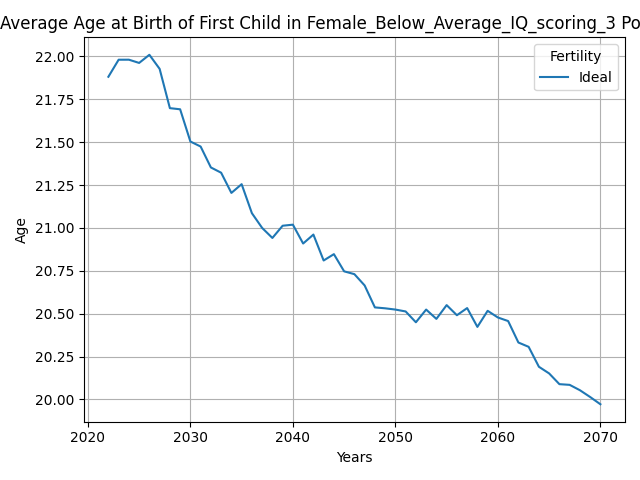 Average Age at Birth of First Child in Female_Below_Average_IQ_scoring_3 Po
Fertility
Ideal
22.00
21.75
21.50
21.25
21.00
20.75
20.50
20.25
20.00
Age
2020 2030 2040 2050 2060 2070
Years